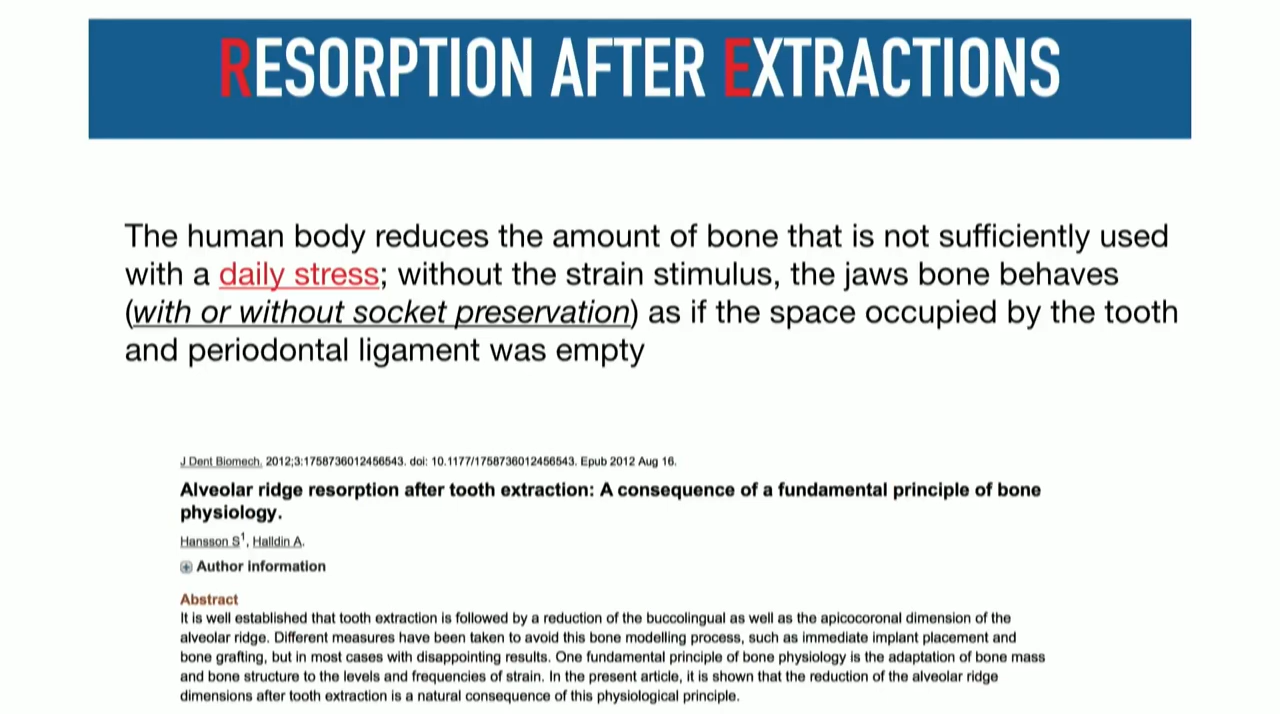 RESORPTION AFTER EXTRACTIONS
The human body reduces the amount of bone that is not sufficiently used
with a daily stress; without the strain stimulus, the jaws bone behaves
(with or without socket preservation) as if the space occupied by the tooth
and periodontal ligament was empty
J Dent Biomech. 2012;3:1758736012456543. doi: 10.1177/1758736012456543. Epub 2012 Aug 16.
Alveolar ridge resorption after tooth extraction: A consequence of a fundamental principle of bone
physiology.
Hansson S1, Halldin A.
Author information
Abstract
It is well established that tooth extraction is followed by a reduction of the buccolingual as well as the apicocoronal dimension of the
alveolar ridge. Different measures have been taken to avoid this bone modelling process, such as immediate implant placement and
bone grafting, but in most cases with disappointing results. One fundamental principle of bone physiology is the adaptation of bone mass
and bone structure to the levels and frequencies of strain. In the present article, it is shown that the reduction of the alveolar ridge
dimensions after tooth extraction is a natural consequence of this physiological principle.